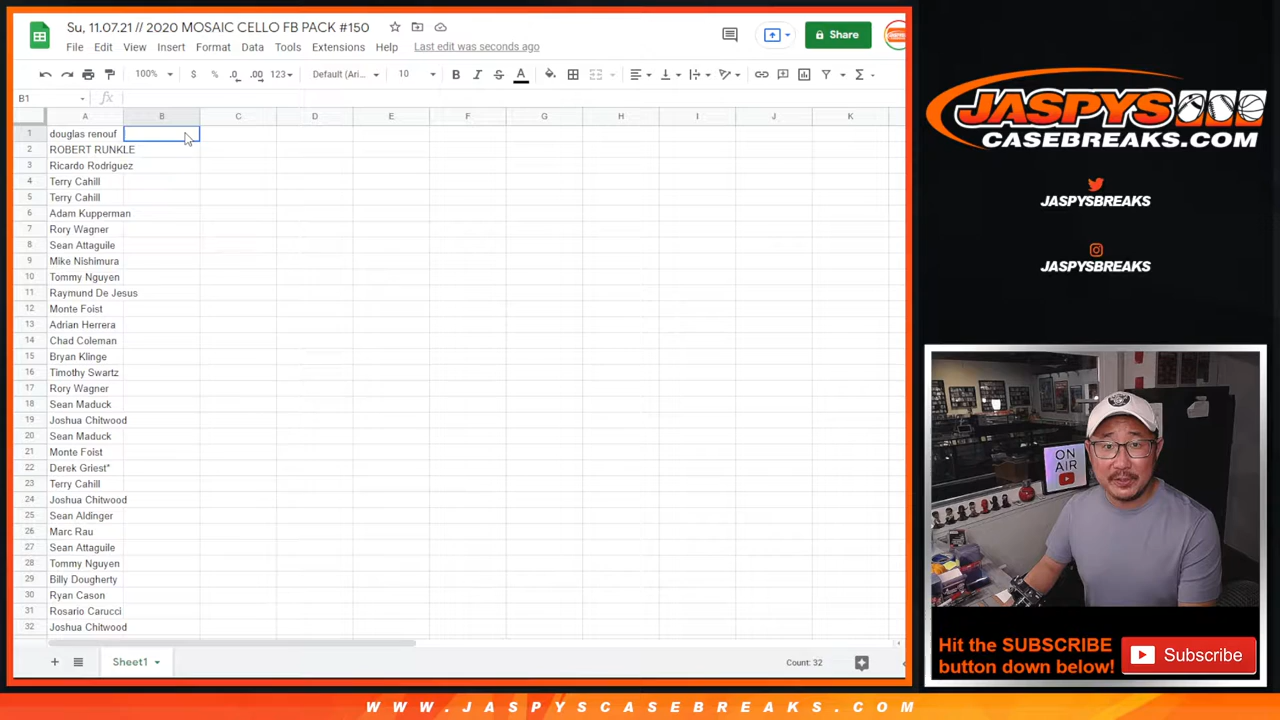 Su, 11.07.21 // 2020 MOSAIC CELLO FB PACK #150
File Edit View Insert Format Data Tools Extensions Help Last edit was seconds ago
Share
100% $ % .0 .00 123 Default (Ari... 10 B I S A
B1 fx
A B C D E F G H I J K
1 douglas renouf
2 ROBERT RUNKLE
3 Ricardo Rodriguez
4 Terry Cahill
5 Terry Cahill
6 Adam Kupperman
7 Rory Wagner
8 Sean Attaguile
9 Mike Nishimura
10 Tommy Nguyen
11 Raymund De Jesus
12 Monte Foist
13 Adrian Herrera
14 Chad Coleman
15 Bryan Klinge
16 Timothy Swartz
17 Rory Wagner
18 Sean Maduck
19 Joshua Chitwood
20 Sean Maduck
21 Monte Foist
22 Derek Griest*
23 Terry Cahill
24 Joshua Chitwood
25 Sean Aldinger
26 Marc Rau
27 Sean Attaguile
28 Tommy Nguyen
29 Billy Dougherty
30 Ryan Cason
31 Rosario Carucci
32 Joshua Chitwood
Sheet1
Count: 32
JASPYS
CASEBREAKS.COM
JASPYSBREAKS
JASPYSBREAKS
ON
AIR
Hit the SUBSCRIBE
button down below!
Subscribe
WWW.JASPYSCASEBREAKS.COM